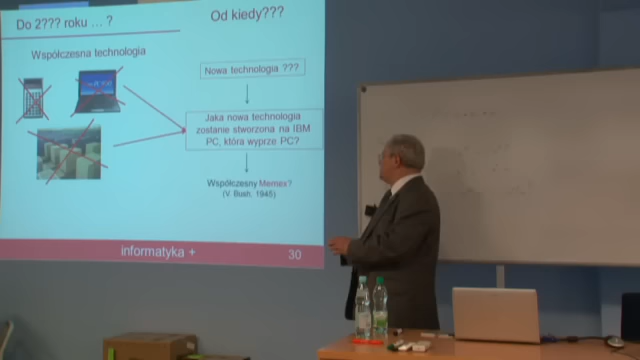 Do 2??? roku ... ?
Od kiedy???
Współczesna technologia
Nowa technologia ???
Jaka nowa technologia
zostanie stworzona na IBM
PC, która wyprze PC?
Współczesny Memex?
(V. Bush, 1945)
informatyka +
30